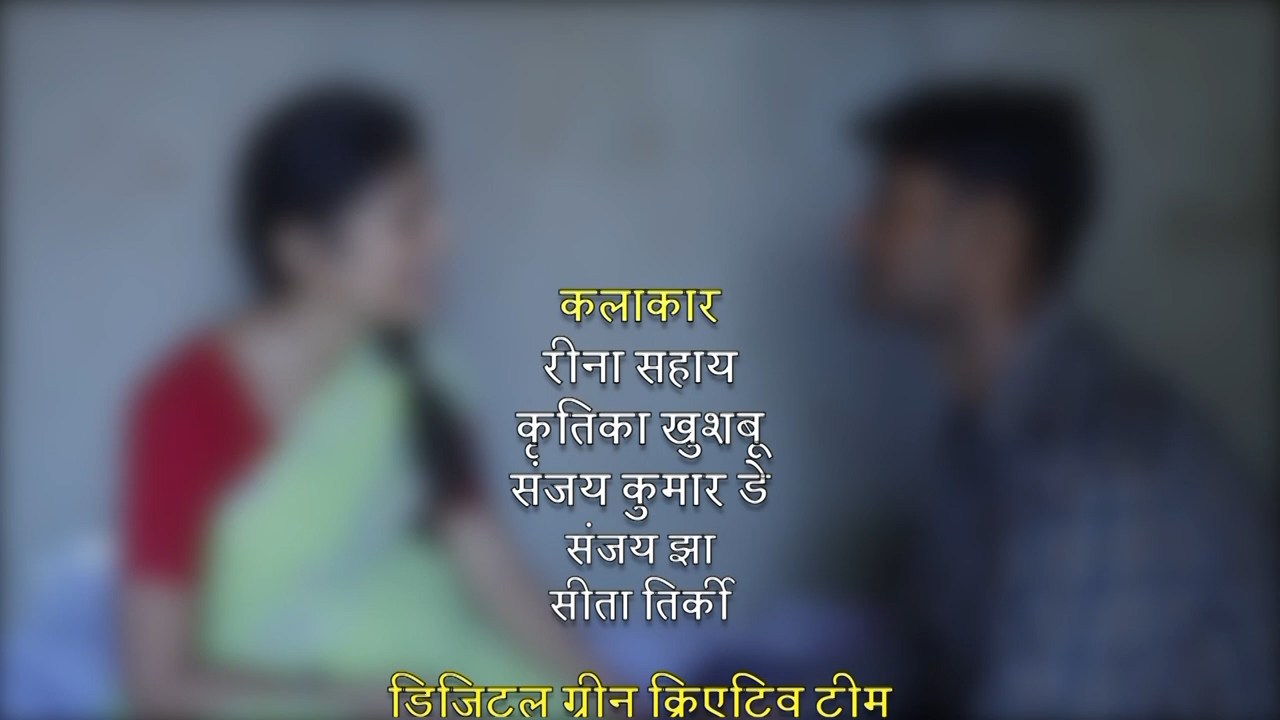 कलाकार
रीना सहाय
कृतिका खुशबू
संजय कुमार डे
संजय झा
सीता तिर्की
डिजिटल ग्रीन क्रिएटिव टीम